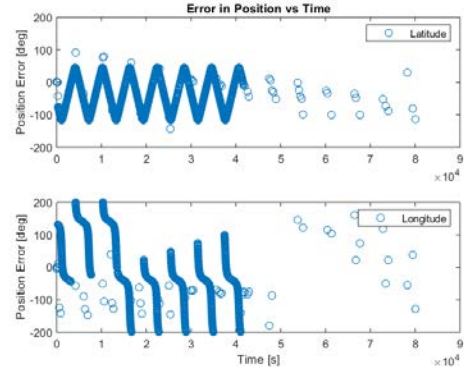 Error in Position vs Time
200
100
00
-100
-200
Position Error [deg]
Latitude
0 1 2 3 4 5 6 7 8 9
×10⁴
200
100
0
-100
-200
Position Error [deg]
Longitude
0 1 2 3 4 5 6 7 8 9
Time [s]
×10⁴